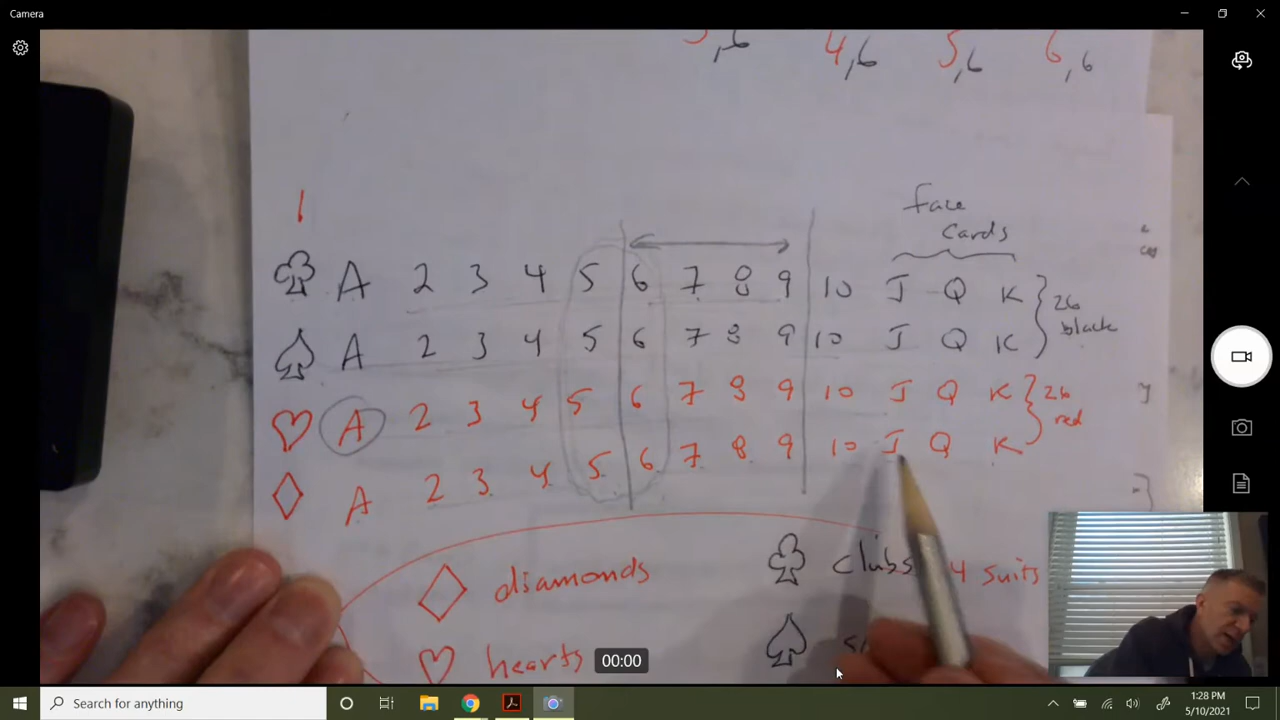 Camera
5,6 4,6 5,6 6,6
1
Face
Cards
♣ A 2 3 4 5 6 7 8 9 10 J Q K
♠ A 2 3 4 5 6 7 8 9 10 J Q K
26
black
♥ A 2 3 4 5 6 7 8 9 10 J Q K
♦ A 2 3 4 5 6 7 8 9 10 J Q K
26
red
♦ diamonds
♣ clubs 4 suits
♥ hearts
♠ s
00:00
Search for anything
1:28 PM
5/10/2021